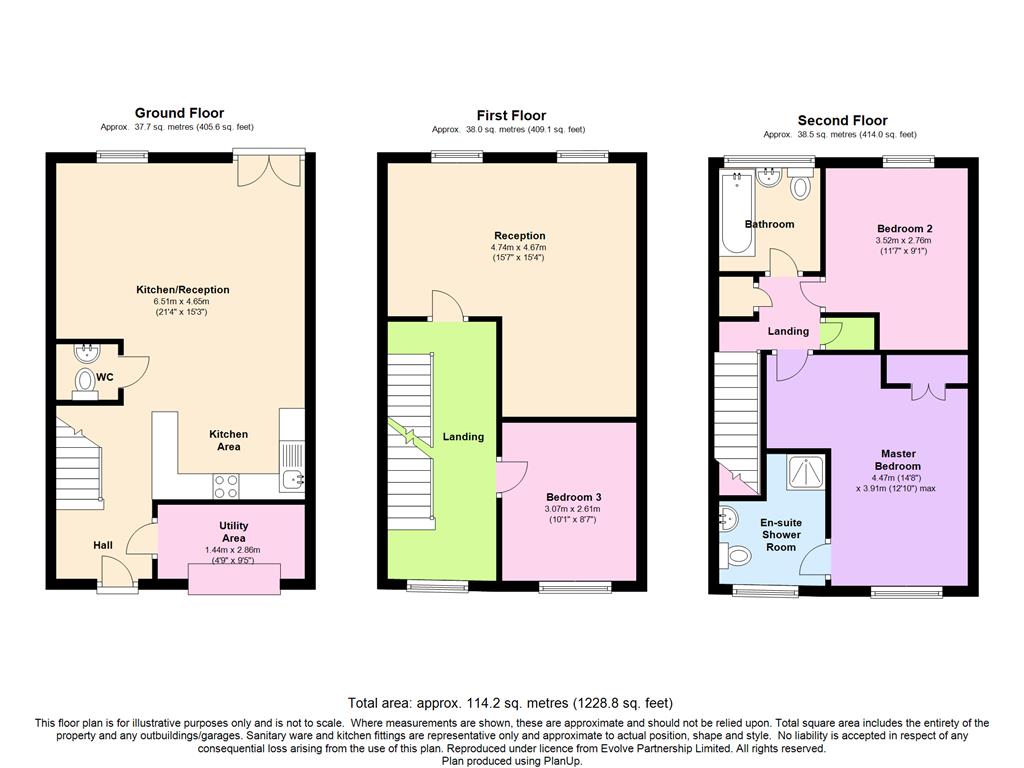 Ground Floor
Approx. 37.7 sq. metres (405.6 sq. feet)
Kitchen/Reception
6.51m x 4.65m
(21'4" x 15'3")
WC
Kitchen
Area
Hall
Utility
Area
1.44m x 2.86m
(4'9" x 9'5")
First Floor
Approx. 38.0 sq. metres (409.1 sq. feet)
Reception
4.74m x 4.67m
(15'7" x 15'4")
Landing
Bedroom 3
3.07m x 2.61m
(10'1" x 8'7")
Second Floor
Approx. 38.5 sq. metres (414.0 sq. feet)
Bathroom
Bedroom 2
3.52m x 2.76m
(11'7" x 9'1")
Landing
Master
Bedroom
4.47m (14'8")
x 3.91m (12'10") max
En-suite
Shower
Room
Total area: approx. 114.2 sq. metres (1228.8 sq. feet)
This floor plan is for illustrative purposes only and is not to scale. Where measurements are shown, these are approximate and should not be relied upon. Total square area includes the entirety of the
property and any outbuildings/garages. Sanitary ware and kitchen fittings are representative only and approximate to actual position, shape and style. No liability is accepted in respect of any
consequential loss arising from the use of this plan. Reproduced under licence from Evolve Partnership Limited. All rights reserved.
Plan produced using PlanUp.